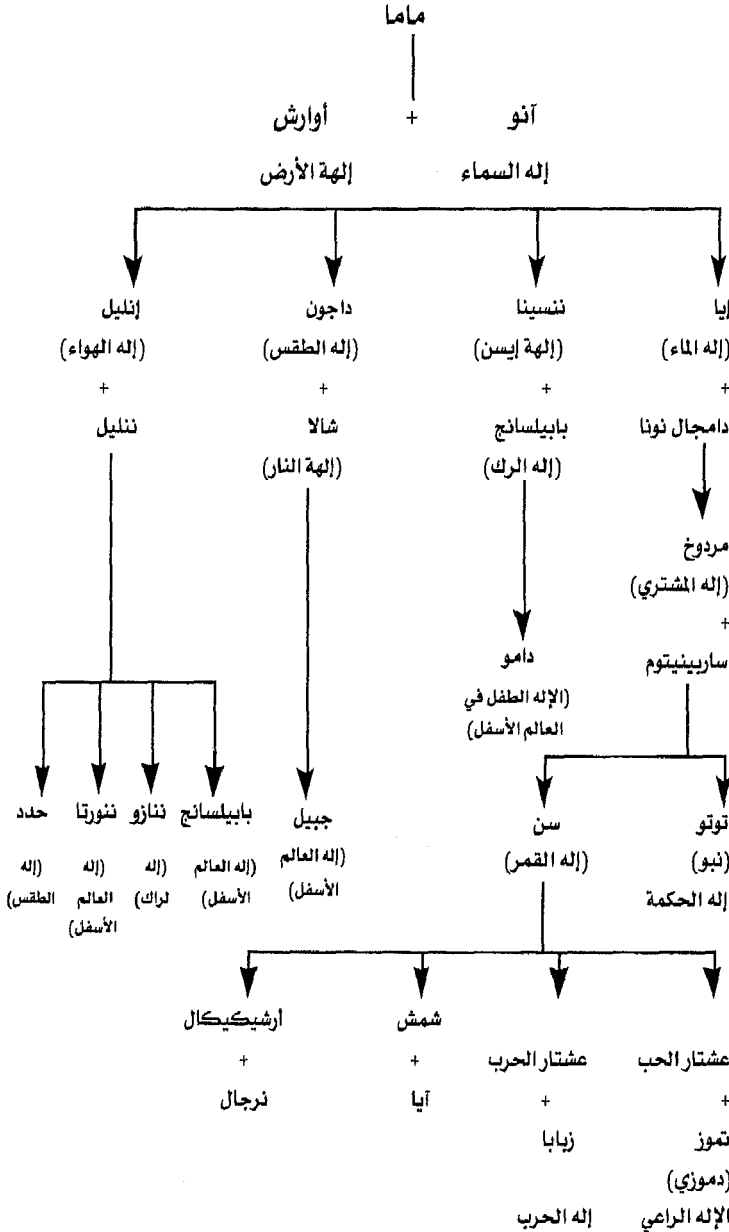 ماما
آنو + أوارش
إله السماء إلهة الأرض
إيا ننسينا داجون إنليل
(إله الماء) (إلهة إيسن) (إله الطقس) (إله الهواء)
+ + + +
دامجال نونا بابيلسانج شالا ننليل
(إله الرك) (إلهة النار)
مردوخ
(إله المشتري)
+
ساربينيتوم دامو
(الإله الطفل في
العالم الأسفل)
توتو سن جبيل بابيلسانج ننازو ننورتا حدد
(نبو) (إله القمر) (إله العالم (إله العالم (إله (إله (إله
إله الحكمة الأسفل) الأسفل) لراك) العالم الطقس)
الأسفل)
شمش أرشيكيكال
عشتار الحب عشتار الحرب + +
+ + آيا نرجال
تموز زبابا
(دموزي)
الإله الراعي إله الحرب